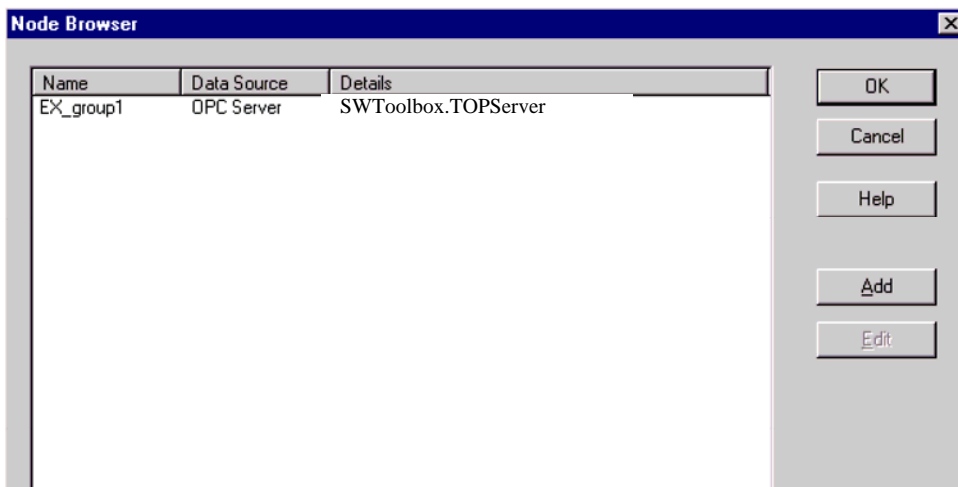 Node Browser
Name Data Source Details
EX_group1 OPC Server SWToolbox.TOPServer
OK
Cancel
Help
Add
Edit